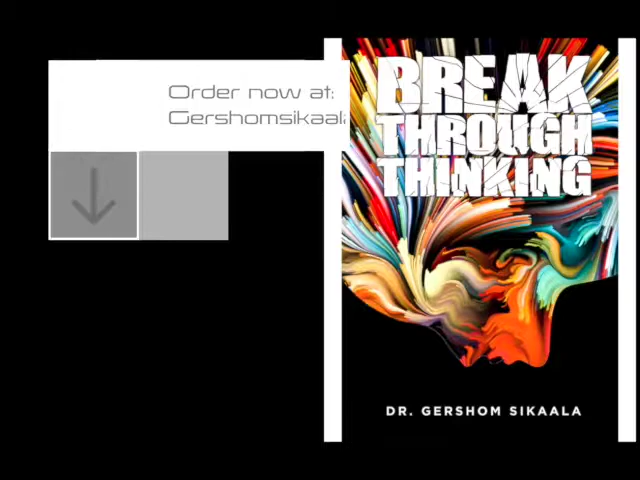 Order now at:
Gershomsikaal
BREAK
THROUGH
THINKING
DR. GERSHOM SIKAALA